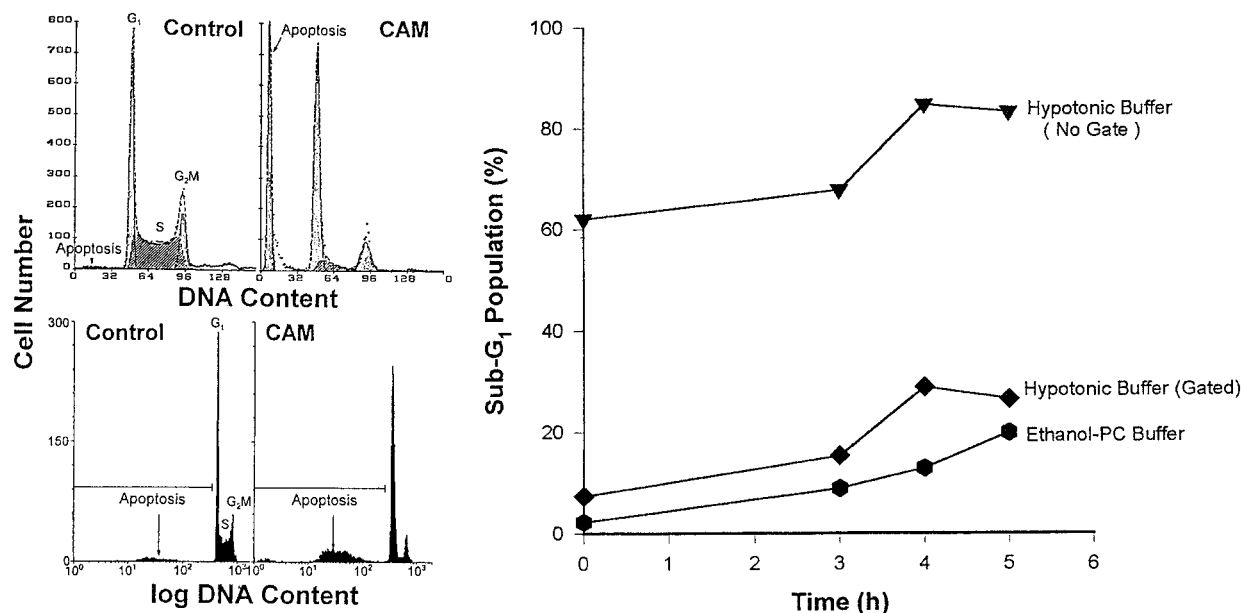 G1 Control
Apoptosis CAM
800
700
600
500
400
300
200
100
0
G2M
S
Apoptosis
0 32 64 96 128 0 32 64 96 128 0
DNA Content
Cell Number
300
150
0
Control G1 CAM
Apoptosis S G2M Apoptosis
10^0 10^1 10^2 10^0 10^1 10^2 10^3
log DNA Content
Sub-G1 Population (%)
100
80
60
40
20
0
Hypotonic Buffer
( No Gate )
Hypotonic Buffer (Gated)
Ethanol-PC Buffer
0 1 2 3 4 5 6
Time (h)